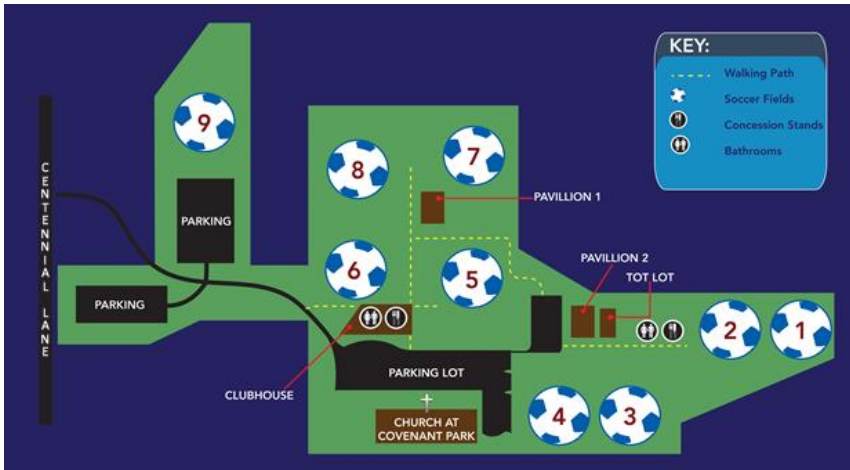 KEY:
Walking Path
Soccer Fields
Concession Stands
Bathrooms
CENTENNIAL LANE
9
PARKING
PARKING
8
7
PAVILLION 1
6
5
PAVILLION 2
TOT LOT
2
1
CLUBHOUSE
PARKING LOT
CHURCH AT
COVENANT PARK
4
3